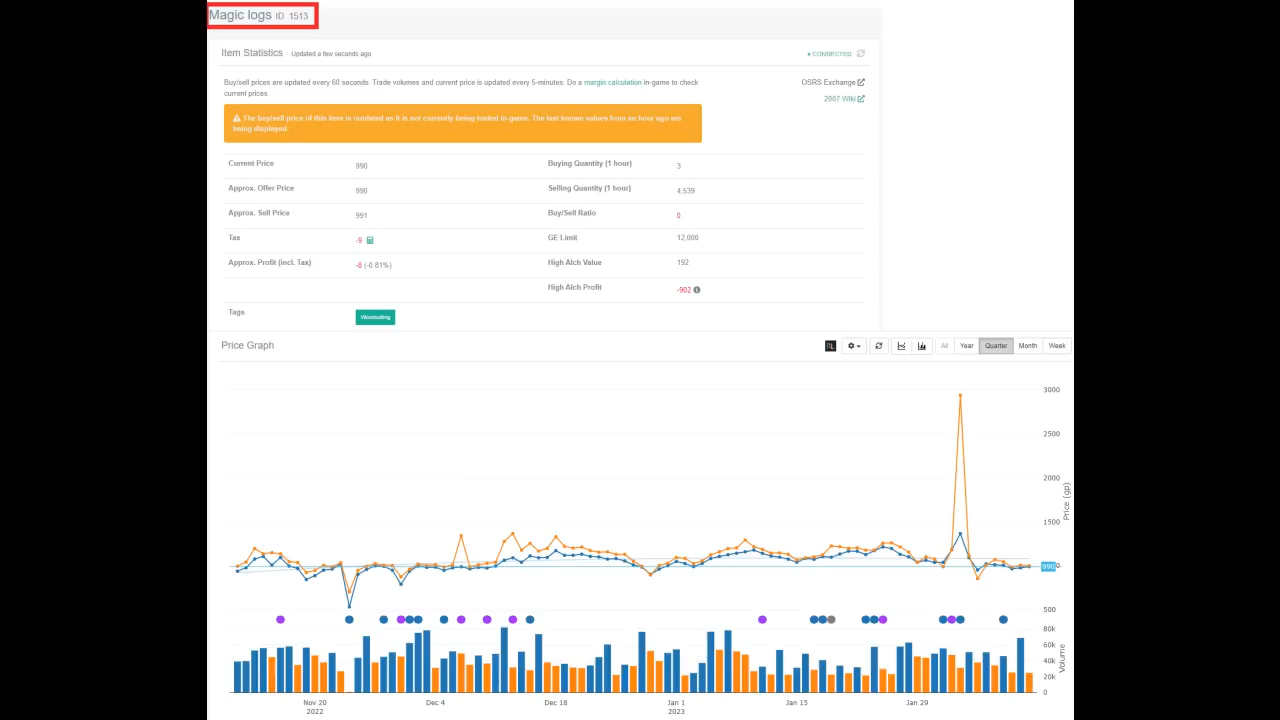 Magic logs ID 1513
Item Statistics Updated a few seconds ago
CONNECTED
Buy/sell prices are updated every 60 seconds. Trade volumes and current price is updated every 5-minutes. Do a margin calculation in-game to check
current prices
OSRS Exchange
2007 Wiki
The buy/sell price of this item is outdated as it is not currently being traded in-game. The last known values from an hour ago are
being displayed.
Current Price 990 Buying Quantity (1 hour) 3
Approx. Offer Price 990 Selling Quantity (1 hour) 4,539
Approx. Sell Price 991 Buy/Sell Ratio 0
Tax -9 GE Limit 12,000
Approx. Profit (incl. Tax) -8 (-0.81%) High Alch Value 192
High Alch Profit -902
Tags Woodcutting
Price Graph
All Year Quarter Month Week
3000
2500
2000
1500
990
500
Price (gp)
80k
60k
40k
20k
0
Volume
Nov 20 Dec 4 Dec 18 Jan 1 Jan 15 Jan 29
2022 2023